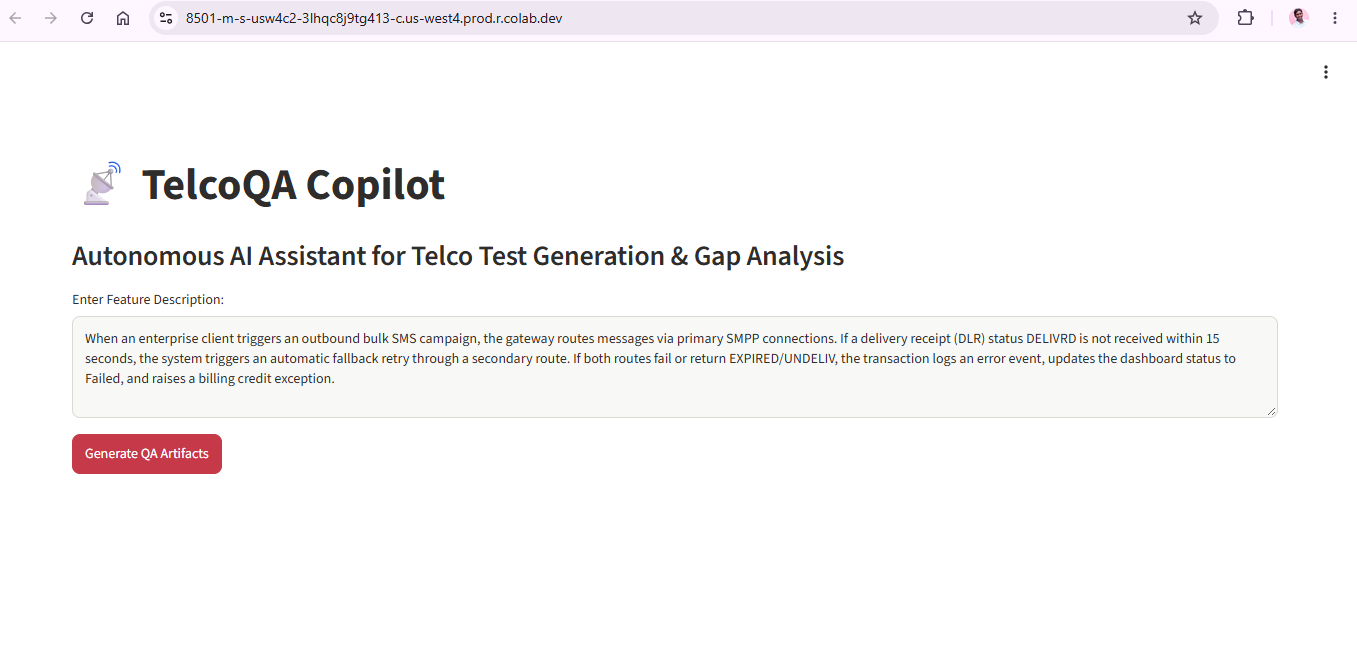 8501-m-s-usw4c2-3lhqc8j9tg413-c.us-west4.prod.r.colab.dev
TelcoQA Copilot
Autonomous AI Assistant for Telco Test Generation & Gap Analysis
Enter Feature Description:
When an enterprise client triggers an outbound bulk SMS campaign, the gateway routes messages via primary SMPP connections. If a delivery receipt (DLR) status DELIVRD is not received within 15
seconds, the system triggers an automatic fallback retry through a secondary route. If both routes fail or return EXPIRED/UNDELIV, the transaction logs an error event, updates the dashboard status to
Failed, and raises a billing credit exception.
Generate QA Artifacts